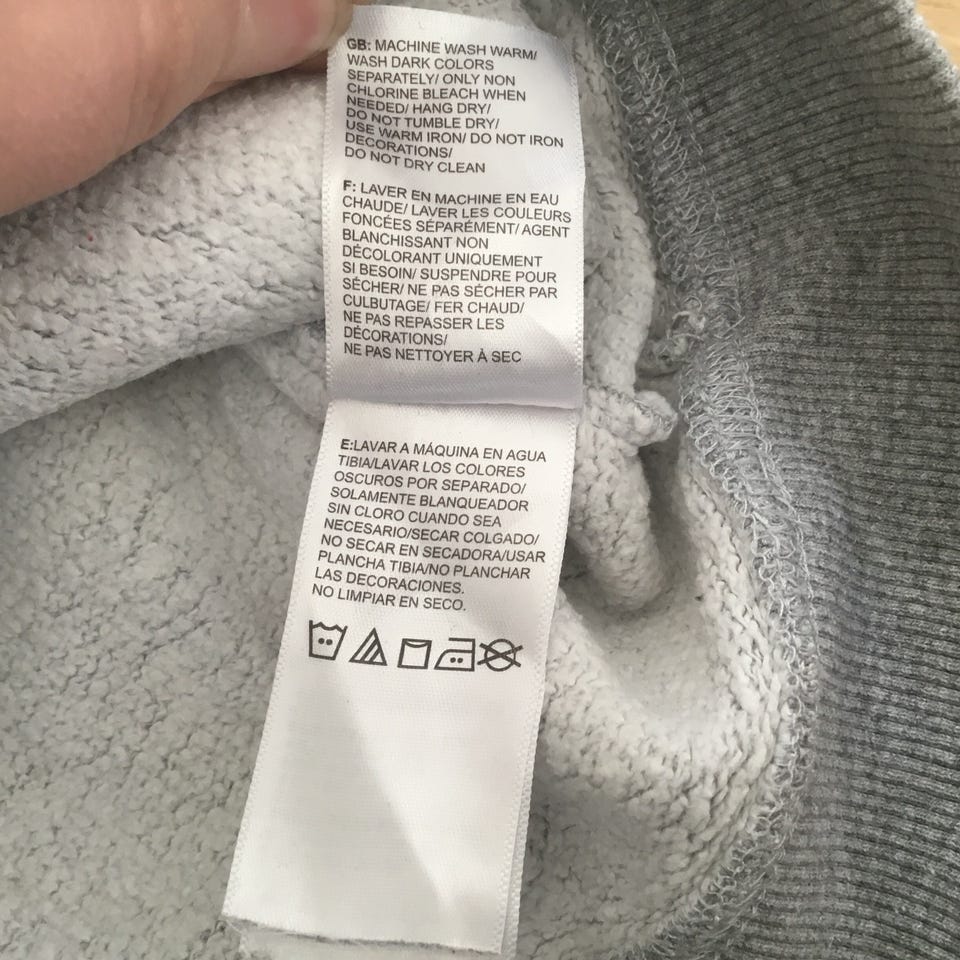 GB: MACHINE WASH WARM/
WASH DARK COLORS
SEPARATELY/ ONLY NON
CHLORINE BLEACH WHEN
NEEDED/ HANG DRY/
DO NOT TUMBLE DRY/
USE WARM IRON/ DO NOT IRON
DECORATIONS/
DO NOT DRY CLEAN
F: LAVER EN MACHINE EN EAU
CHAUDE/ LAVER LES COULEURS
FONCÉES SÉPARÉMENT/ AGENT
BLANCHISSANT NON
DÉCOLORANT UNIQUEMENT
SI BESOIN/ SUSPENDRE POUR
SÉCHER/ NE PAS SÉCHER PAR
CULBUTAGE/ FER CHAUD/
NE PAS REPASSER LES
DÉCORATIONS/
NE PAS NETTOYER À SEC
E:LAVAR A MÁQUINA EN AGUA
TIBIA/LAVAR LOS COLORES
OSCUROS POR SEPARADO/
SOLAMENTE BLANQUEADOR
SIN CLORO CUANDO SEA
NECESARIO/SECAR COLGADO/
NO SECAR EN SECADORA/USAR
PLANCHA TIBIA/NO PLANCHAR
LAS DECORACIONES.
NO LIMPIAR EN SECO.